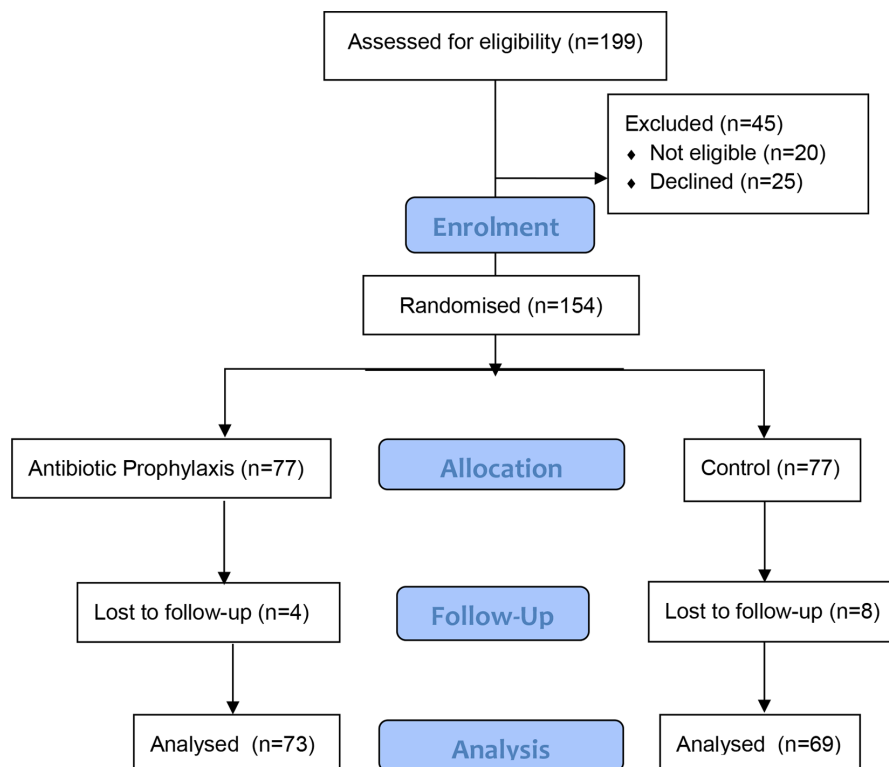 Assessed for eligibility (n=199)
Excluded (n=45)
♦ Not eligible (n=20)
♦ Declined (n=25)
Enrolment
Randomised (n=154)
Antibiotic Prophylaxis (n=77)
Allocation
Control (n=77)
Lost to follow-up (n=4)
Follow-Up
Lost to follow-up (n=8)
Analysed (n=73)
Analysis
Analysed (n=69)